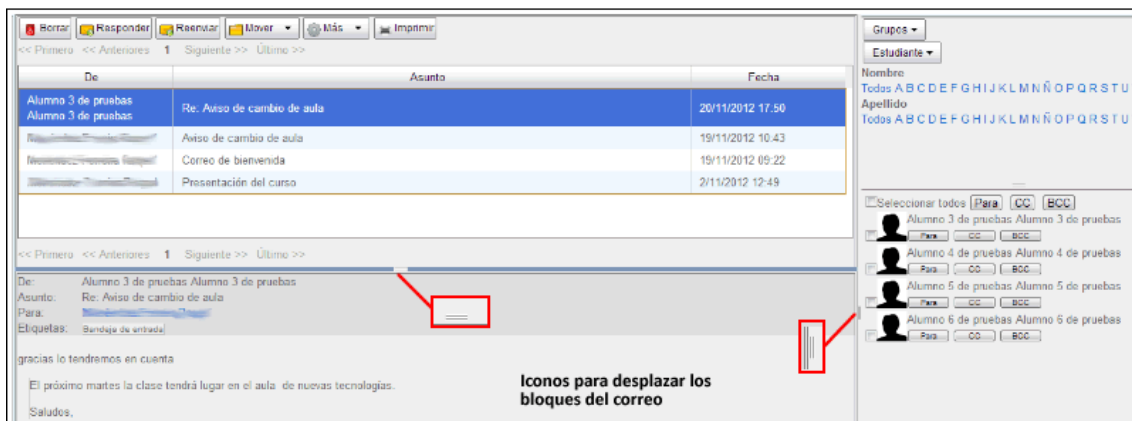 Borrar Responder Reenviar Mover Más Imprimir
<< Primero << Anteriores 1 Siguiente >> Último >>
De Asunto Fecha
Alumno 3 de pruebas
Alumno 3 de pruebas Re: Aviso de cambio de aula 20/11/2012 17:50
Aviso de cambio de aula 19/11/2012 10:43
Correo de bienvenida 19/11/2012 09:22
Presentación del curso 2/11/2012 12:49
<< Primero << Anteriores 1 Siguiente >> Último >>
De: Alumno 3 de pruebas Alumno 3 de pruebas
Asunto: Re: Aviso de cambio de aula
Para:
Etiquetas: Bandeja de entrada
gracias lo tendremos en cuenta
El próximo martes la clase tendrá lugar en el aula de nuevas tecnologías.
Saludos,
Iconos para desplazar los
bloques del correo
Grupos
Estudiante
Nombre
Todos A B C D E F G H I J K L M N Ñ O P Q R S T U
Apellido
Todos A B C D E F G H I J K L M N Ñ O P Q R S T U
Seleccionar todos Para CC BCC
Alumno 3 de pruebas Alumno 3 de pruebas
Para CC BCC
Alumno 4 de pruebas Alumno 4 de pruebas
Para CC BCC
Alumno 5 de pruebas Alumno 5 de pruebas
Para CC BCC
Alumno 6 de pruebas Alumno 6 de pruebas
Para CC BCC